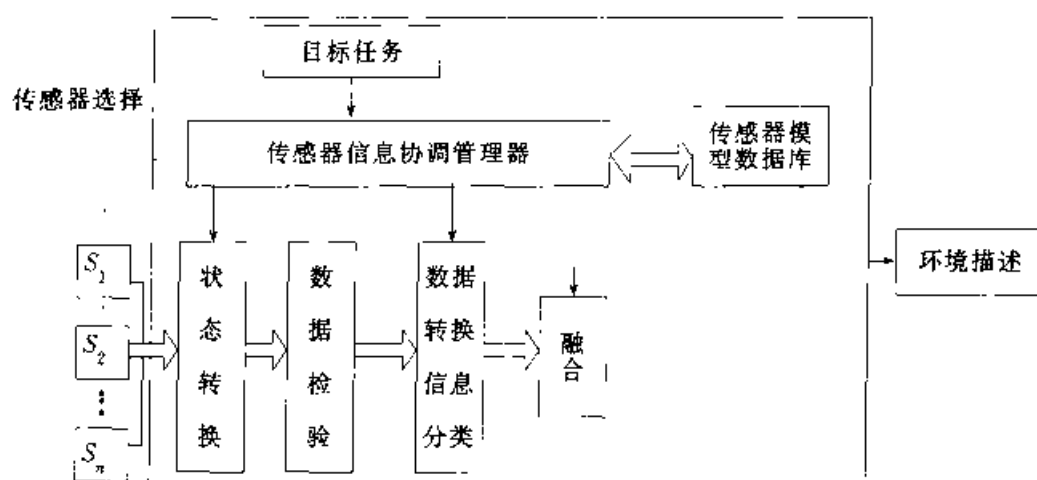 目标任务
传感器选择
传感器信息协调管理器
传感器模
型数据库
S1
S2
⋮
Sn
状
态
转
换
数
据
检
验
数据
转换
信息
分类
融
合
环境描述